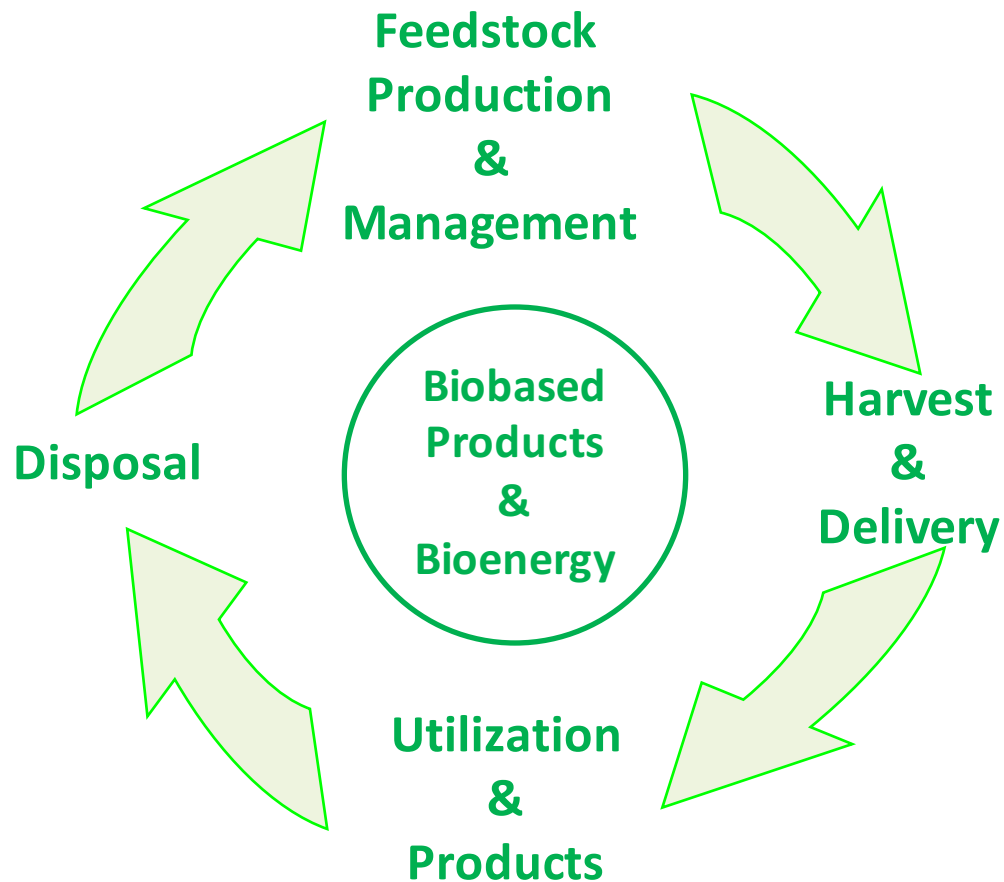 Feedstock
Production
&
Management
Harvest
&
Delivery
Utilization
&
Products
Disposal
Biobased
Products
&
Bioenergy